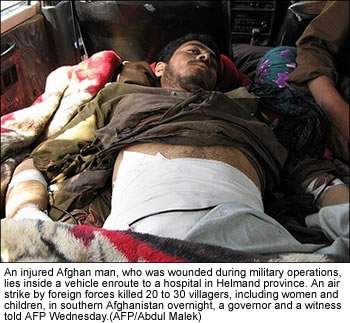 An injured Afghan man, who was wounded during military operations,
lies inside a vehicle enroute to a hospital in Helmand province. An air
strike by foreign forces killed 20 to 30 villagers, including women and
children, in southern Afghanistan overnight, a governor and a witness
told AFP Wednesday.(AFP/Abdul Malek)